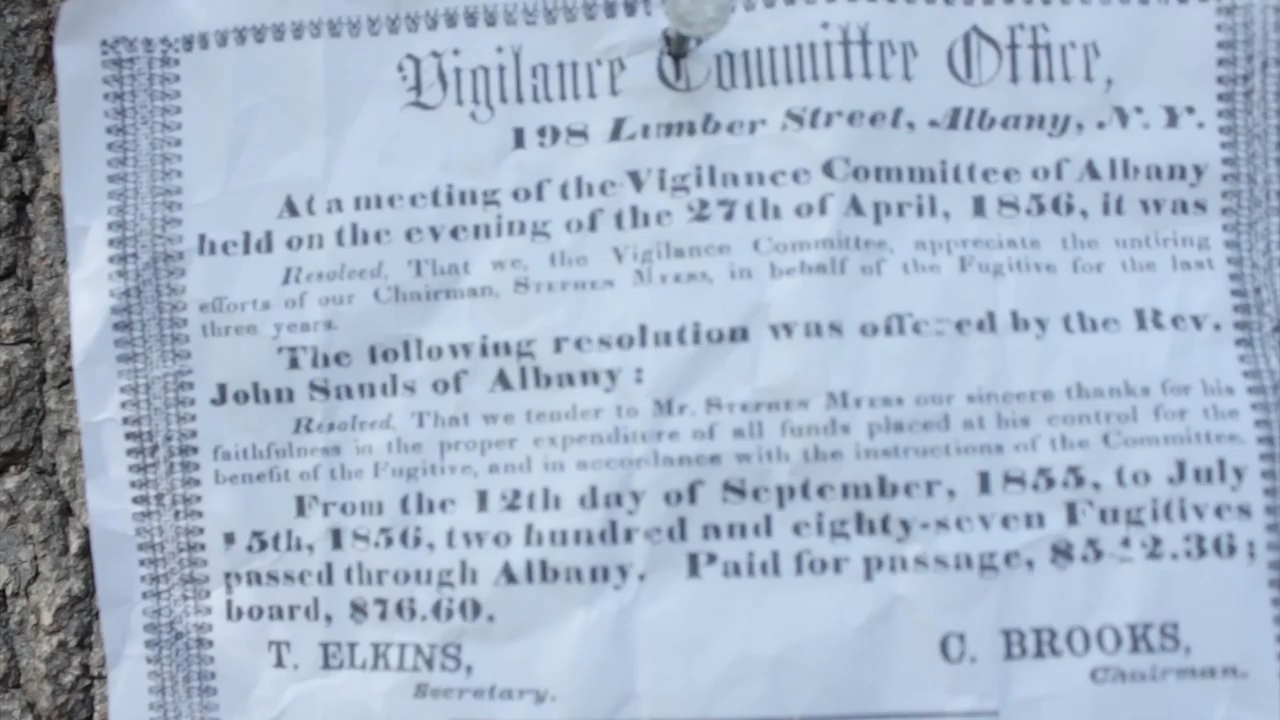 Vigilance Committee Office,
198 Lumber Street, Albany, N. Y.
At a meeting of the Vigilance Committee of Albany
held on the evening of the 27th of April, 1856, it was
Resolved, That we, the Vigilance Committee, appreciate the untiring
efforts of our Chairman, STEPHEN MYERS, in behalf of the Fugitive for the last
three years.
The following resolution was offered by the Rev.
John Sands of Albany :
Resolved, That we tender to Mr. STEPHEN MYERS our sincere thanks for his
faithfulness in the proper expenditure of all funds placed at his control for the
benefit of the Fugitive, and in accordance with the instructions of the Committee.
From the 12th day of September, 1855, to July
1856, two hundred and eighty-seven Fugitives
passed through Albany. Paid for passage,
board, $76.60.
T. ELKINS,
C. BROOKS,
Secretary.
Chairman.